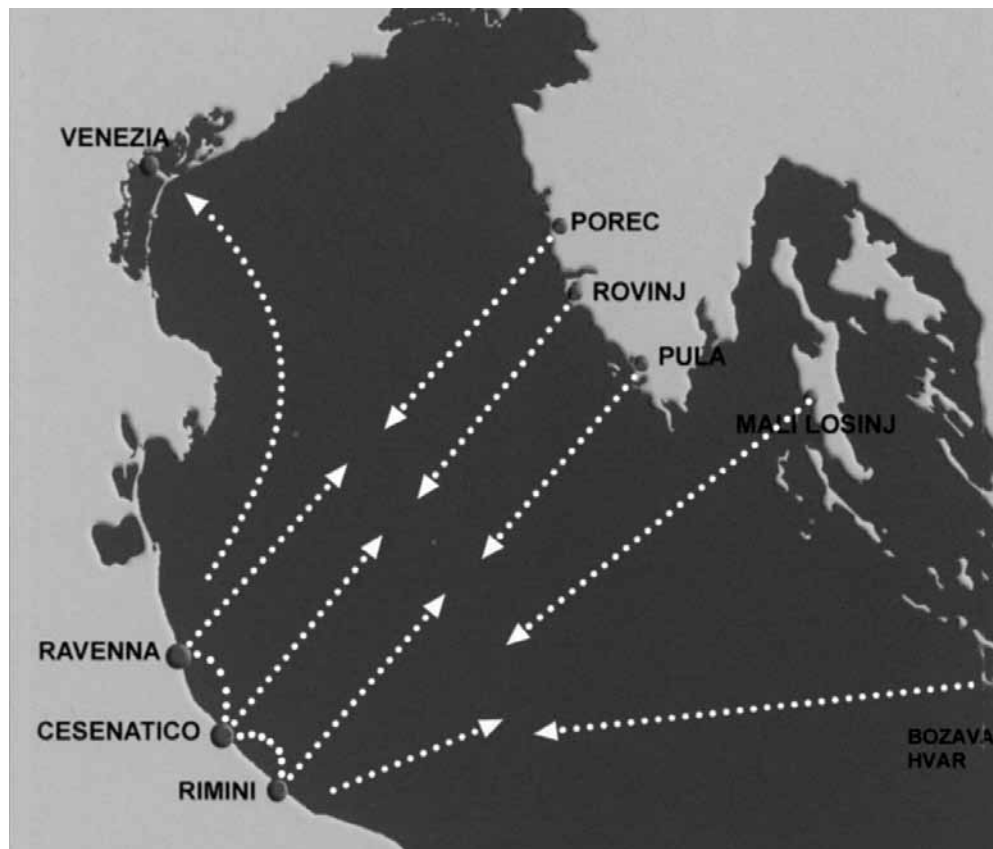 VENEZIA
POREC
ROVINJ
PULA
MALI LOSINJ
RAVENNA
CESENATICO
BOZAVA
HVAR
RIMINI